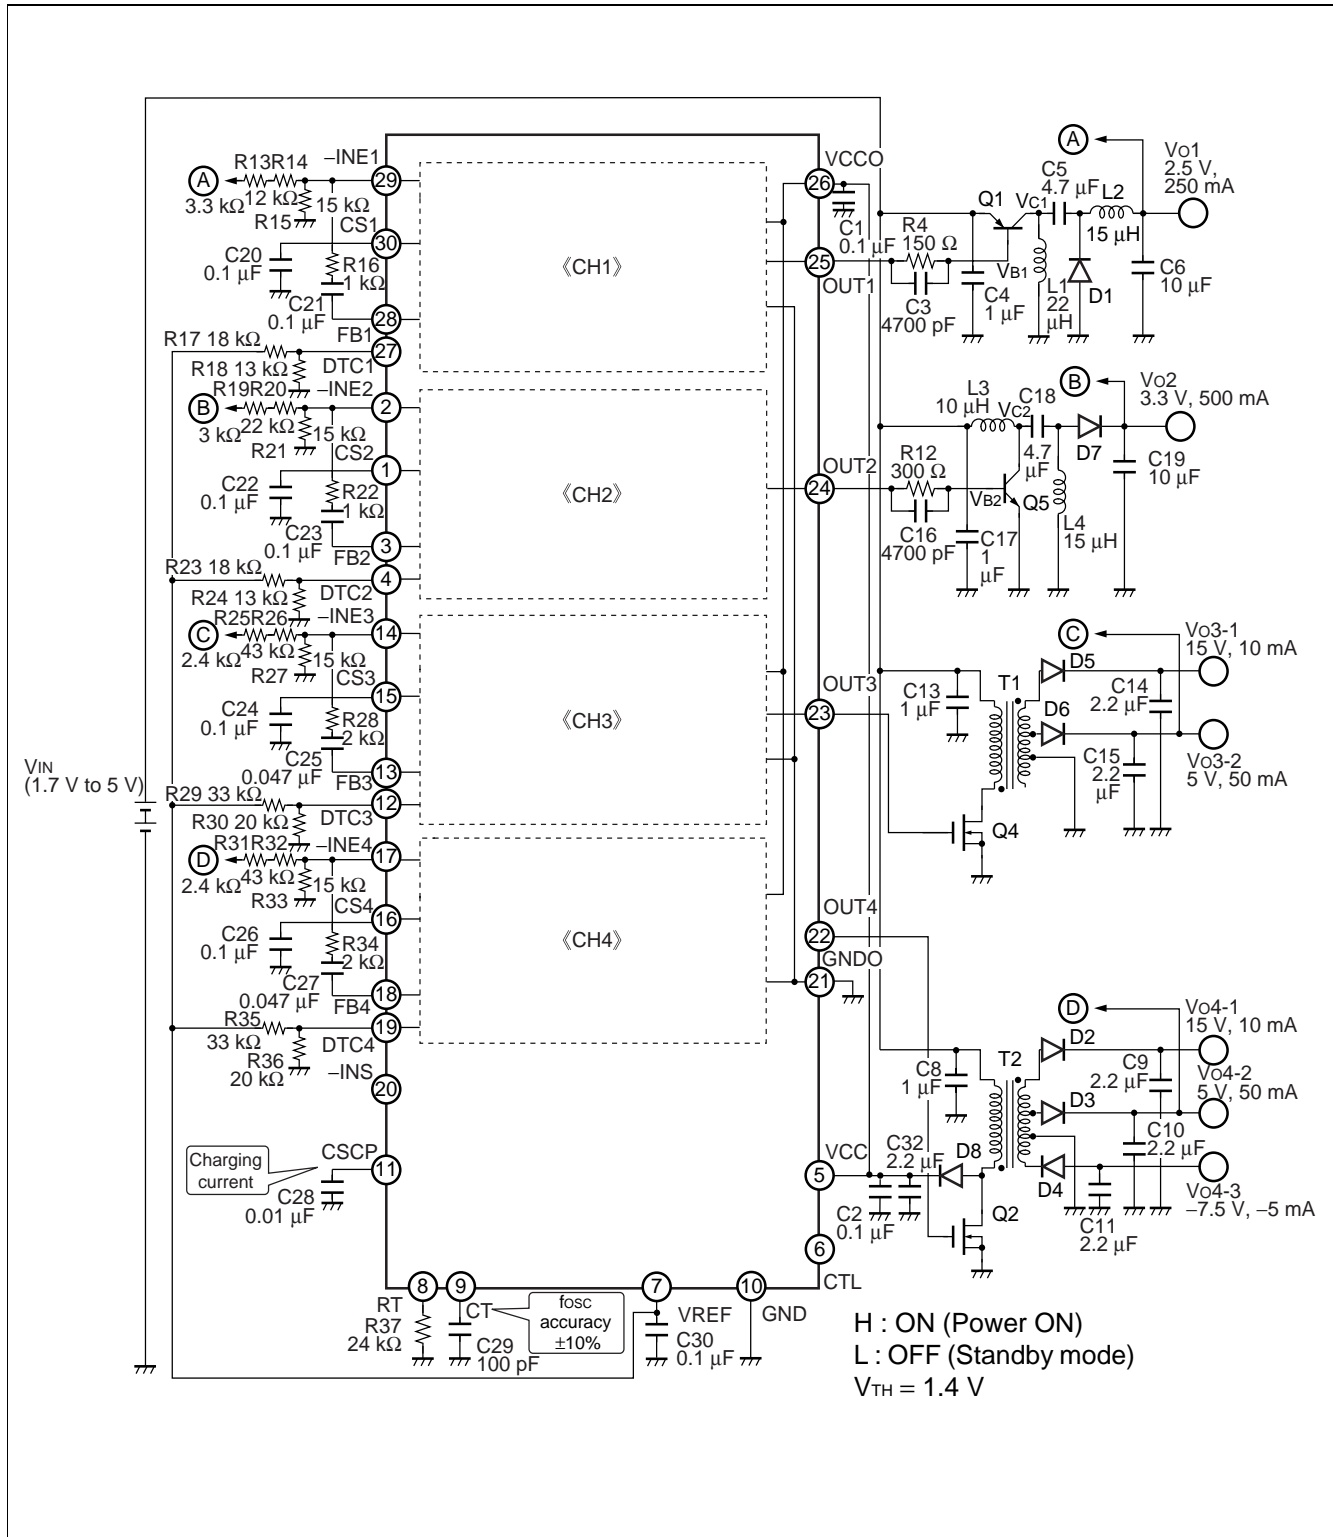 A
R13R14
3.3 kΩ
12 kΩ
15 kΩ
R15
–INE1
29
CS1
30
C20
0.1 μF
R16
1 kΩ
C21
0.1 μF
28
FB1
R17 18 kΩ
27
R18 13 kΩ
DTC1
–INE2
R19R20
B
2
3 kΩ
22 kΩ
15 kΩ
R21
CS2
1
C22
0.1 μF
R22
1 kΩ
C23
0.1 μF
3
FB2
R23 18 kΩ
4
R24 13 kΩ
DTC2
–INE3
R25R26
C
14
2.4 kΩ
43 kΩ
15 kΩ
R27
CS3
15
C24
0.1 μF
R28
2 kΩ
C25
0.047 μF
13
FB3
VIN
(1.7 V to 5 V)
R29 33 kΩ
12
R30 20 kΩ
DTC3
–INE4
R31R32
D
17
2.4 kΩ
43 kΩ
15 kΩ
R33
CS4
16
C26
0.1 μF
R34
2 kΩ
C27
0.047 μF
18
FB4
R35
33 kΩ
19
DTC4
R36
20 kΩ
–INS
20
Charging
current
CSCP
11
C28
0.01 μF
《CH1》
《CH2》
《CH3》
《CH4》
VCCO
26
C1
0.1 μF
25
OUT1
R4
150 Ω
C3
4700 pF
Q1
VC1
VB1
C4
1 μF
L1
22
μH
C5
4.7 μF
D1
L2
15 μH
A
C6
10 μF
VO1
2.5 V,
250 mA
OUT2
24
R12
300 Ω
C16
4700 pF
L3
10 μH
VC2
C18
4.7
μF
VB2
Q5
C17
1
μF
L4
15 μH
D7
B
C19
10 μF
VO2
3.3 V, 500 mA
OUT3
23
C13
1 μF
T1
Q4
D5
D6
C
C14
2.2 μF
C15
2.2
μF
VO3-1
15 V, 10 mA
VO3-2
5 V, 50 mA
OUT4
22
GNDO
21
C8
1 μF
T2
D
D2
D3
D4
C9
2.2 μF
C10
2.2 μF
C11
2.2 μF
VO4-1
15 V, 10 mA
VO4-2
5 V, 50 mA
VO4-3
–7.5 V, –5 mA
VCC
5
C32
2.2 μF
D8
C2
0.1 μF
Q2
6
CTL
8
9
7
10
RT
R37
24 kΩ
CT
C29
100 pF
fosc
accuracy
±10%
VREF
C30
0.1 μF
GND
H : ON (Power ON)
L : OFF (Standby mode)
VTH = 1.4 V